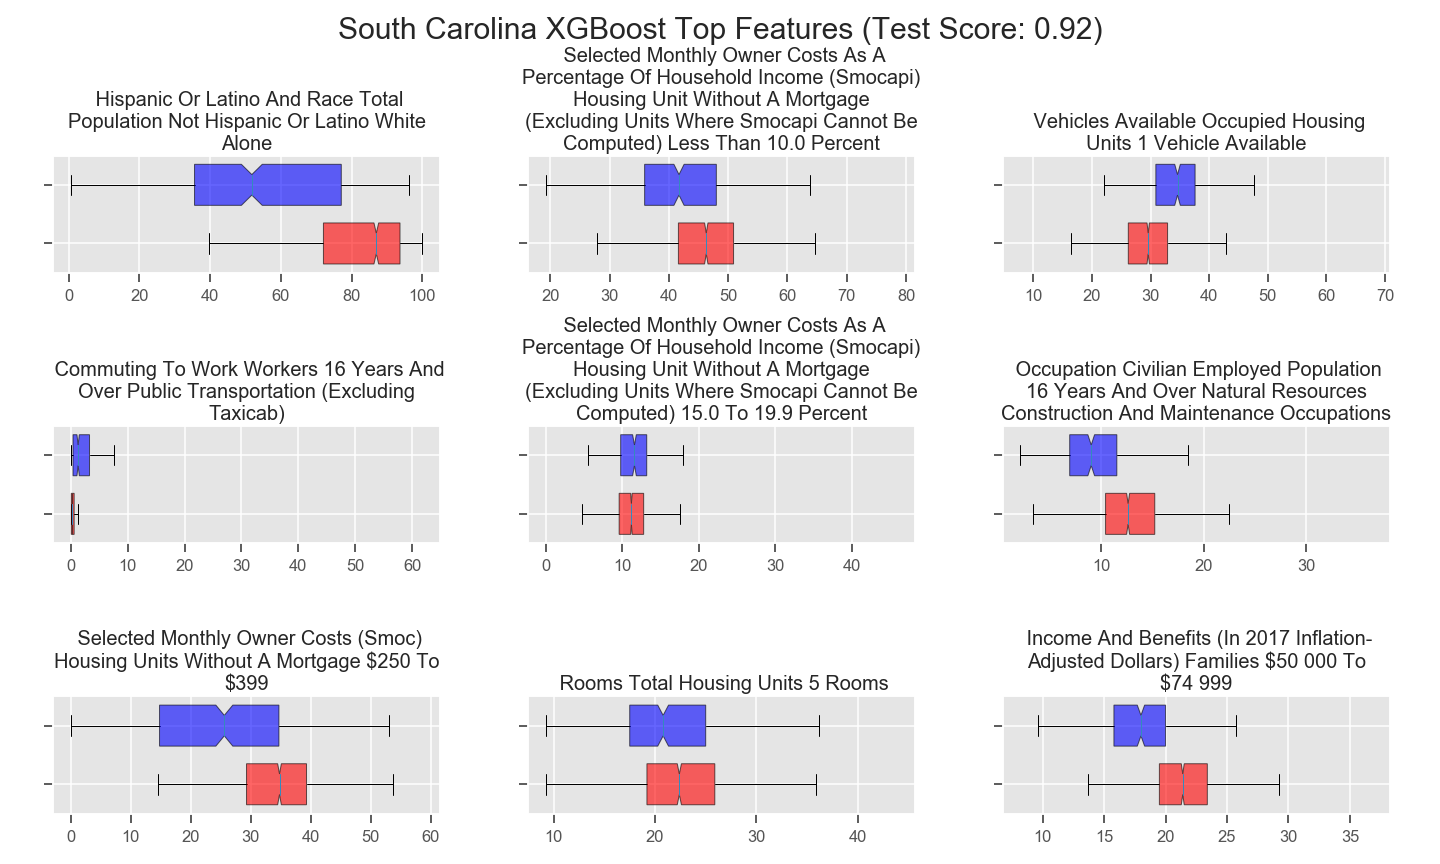 South Carolina XGBoost Top Features (Test Score: 0.92)
Hispanic Or Latino And Race Total
Population Not Hispanic Or Latino White
Alone
0 20 40 60 80 100
Selected Monthly Owner Costs As A
Percentage Of Household Income (Smocapi)
Housing Unit Without A Mortgage
(Excluding Units Where Smocapi Cannot Be
Computed) Less Than 10.0 Percent
20 30 40 50 60 70 80
Vehicles Available Occupied Housing
Units 1 Vehicle Available
10 20 30 40 50 60 70
Commuting To Work Workers 16 Years And
Over Public Transportation (Excluding
Taxicab)
0 10 20 30 40 50 60
Selected Monthly Owner Costs As A
Percentage Of Household Income (Smocapi)
Housing Unit Without A Mortgage
(Excluding Units Where Smocapi Cannot Be
Computed) 15.0 To 19.9 Percent
0 10 20 30 40
Occupation Civilian Employed Population
16 Years And Over Natural Resources
Construction And Maintenance Occupations
10 20 30
Selected Monthly Owner Costs (Smoc)
Housing Units Without A Mortgage $250 To
$399
0 10 20 30 40 50 60
Rooms Total Housing Units 5 Rooms
10 20 30 40
Income And Benefits (In 2017 Inflation-
Adjusted Dollars) Families $50 000 To
$74 999
10 15 20 25 30 35